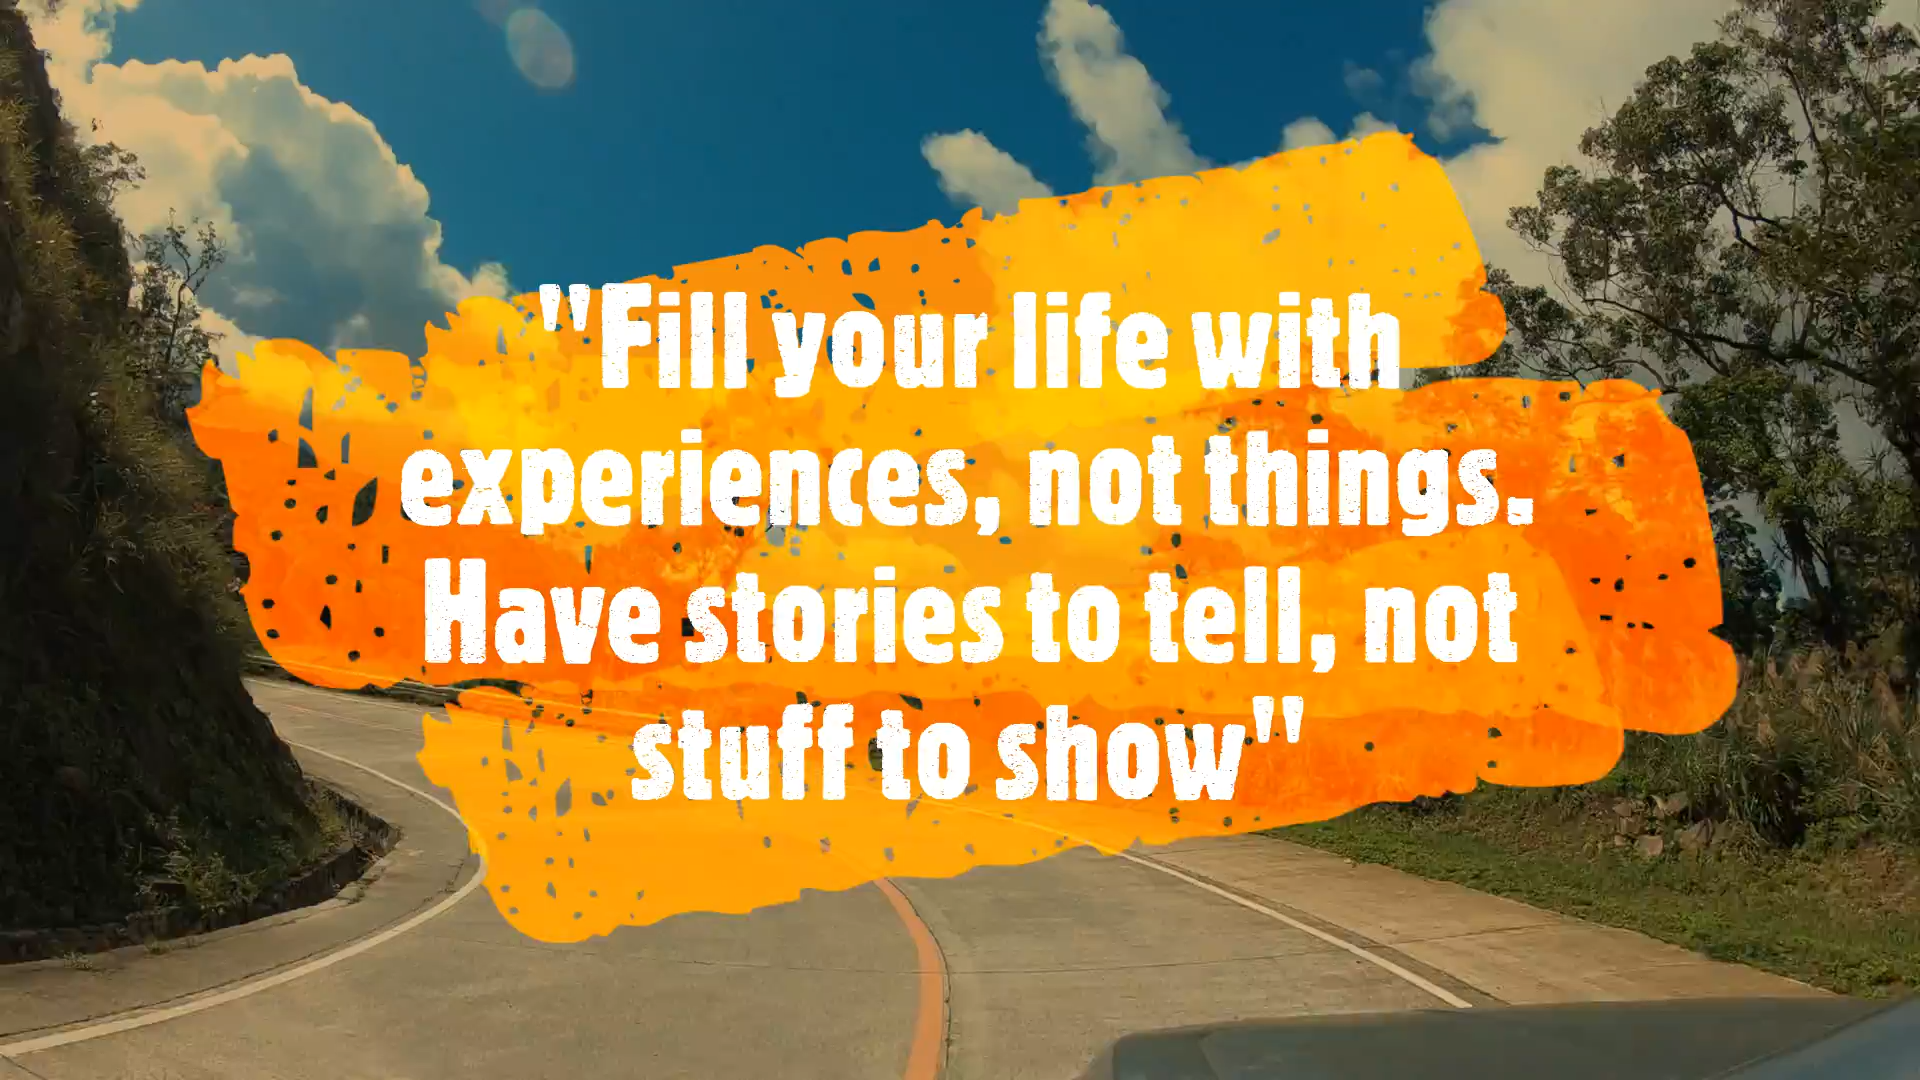 "Fill your life with
experiences, not things.
Have stories to tell, not
stuff to show"